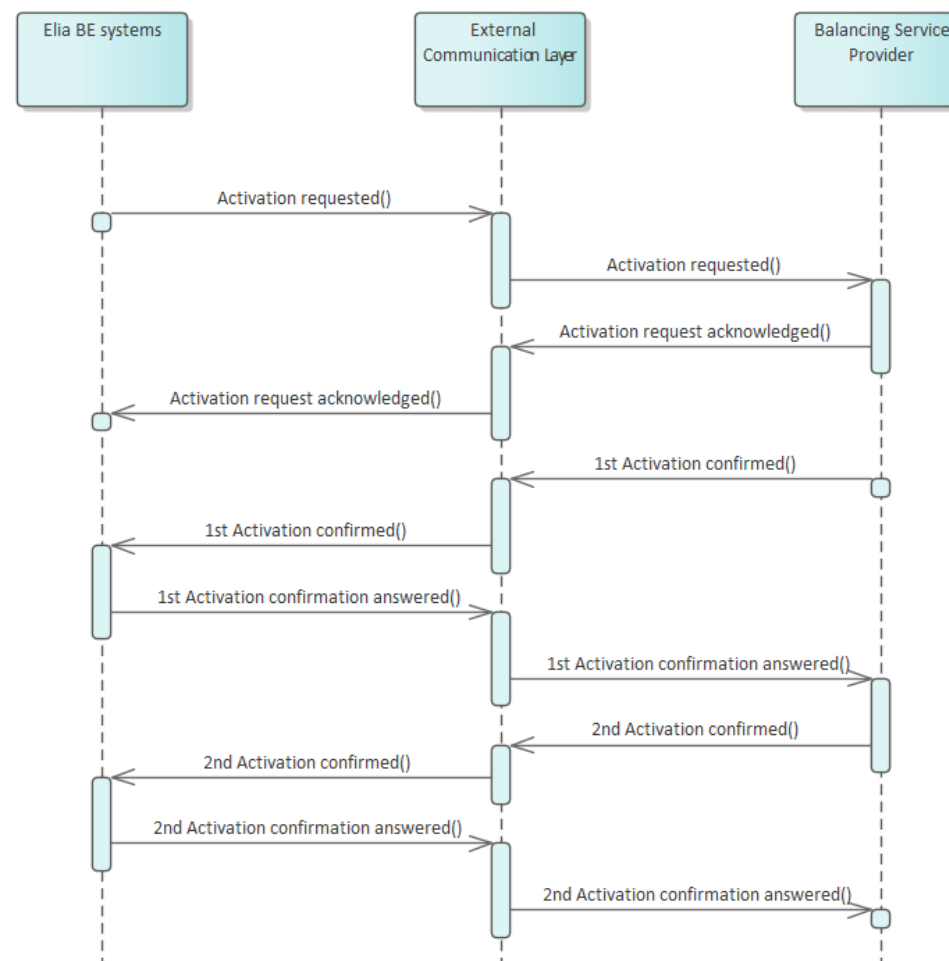 Elia BE systems
External
Communication Layer
Balancing Service
Provider
Activation requested()
Activation requested()
Activation request acknowledged()
Activation request acknowledged()
1st Activation confirmed()
1st Activation confirmed()
1st Activation confirmation answered()
1st Activation confirmation answered()
2nd Activation confirmed()
2nd Activation confirmed()
2nd Activation confirmation answered()
2nd Activation confirmation answered()